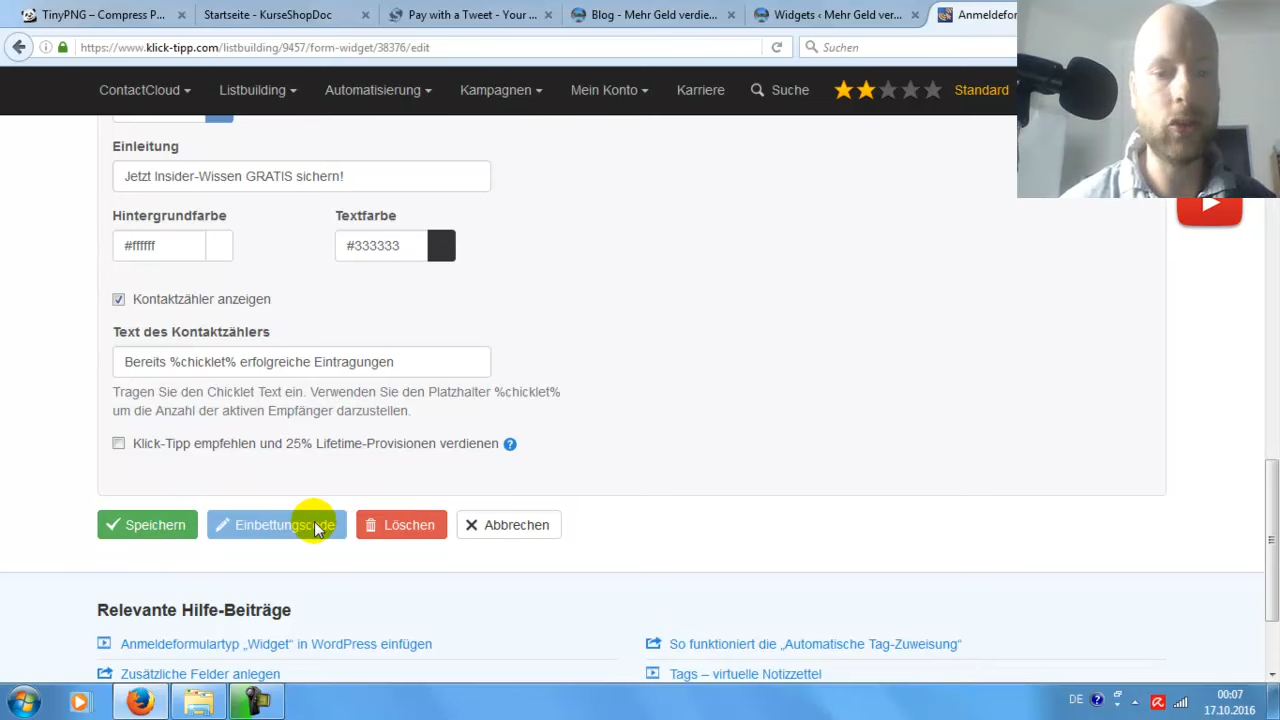 TinyPNG – Compress P...
Startseite - KurseShopDoc
Pay with a Tweet - Your ...
Blog - Mehr Geld verdie...
Widgets ‹ Mehr Geld ver...
Anmeldefor
https://www.klick-tipp.com/listbuilding/9457/form-widget/38376/edit
Suchen
ContactCloud
Listbuilding
Automatisierung
Kampagnen
Mein Konto
Karriere
Suche
Standard
Einleitung
Jetzt Insider-Wissen GRATIS sichern!
Hintergrundfarbe
Textfarbe
#ffffff
#333333
Kontaktzähler anzeigen
Text des Kontaktzählers
Bereits %chicklet% erfolgreiche Eintragungen
Tragen Sie den Chicklet Text ein. Verwenden Sie den Platzhalter %chicklet%
um die Anzahl der aktiven Empfänger darzustellen.
Klick-Tipp empfehlen und 25% Lifetime-Provisionen verdienen
Speichern
Einbettungscode
Löschen
Abbrechen
Relevante Hilfe-Beiträge
Anmeldeformulartyp „Widget“ in WordPress einfügen
So funktioniert die „Automatische Tag-Zuweisung“
Zusätzliche Felder anlegen
Tags – virtuelle Notizzettel
DE
00:07
17.10.2016